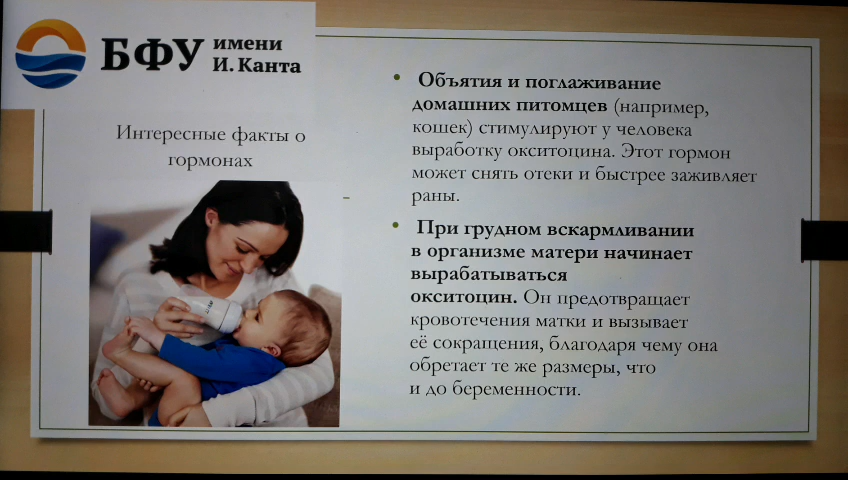 БФУ имени
И. Канта
Интересные факты о
гормонах
• Объятия и поглаживание
домашних питомцев (например,
кошек) стимулируют у человека
выработку окситоцина. Этот гормон
может снять отеки и быстрее заживляет
раны.
• При грудном вскармливании
в организме матери начинает
вырабатываться
окситоцин. Он предотвращает
кровотечения матки и вызывает
её сокращения, благодаря чему она
обретает те же размеры, что
и до беременности.